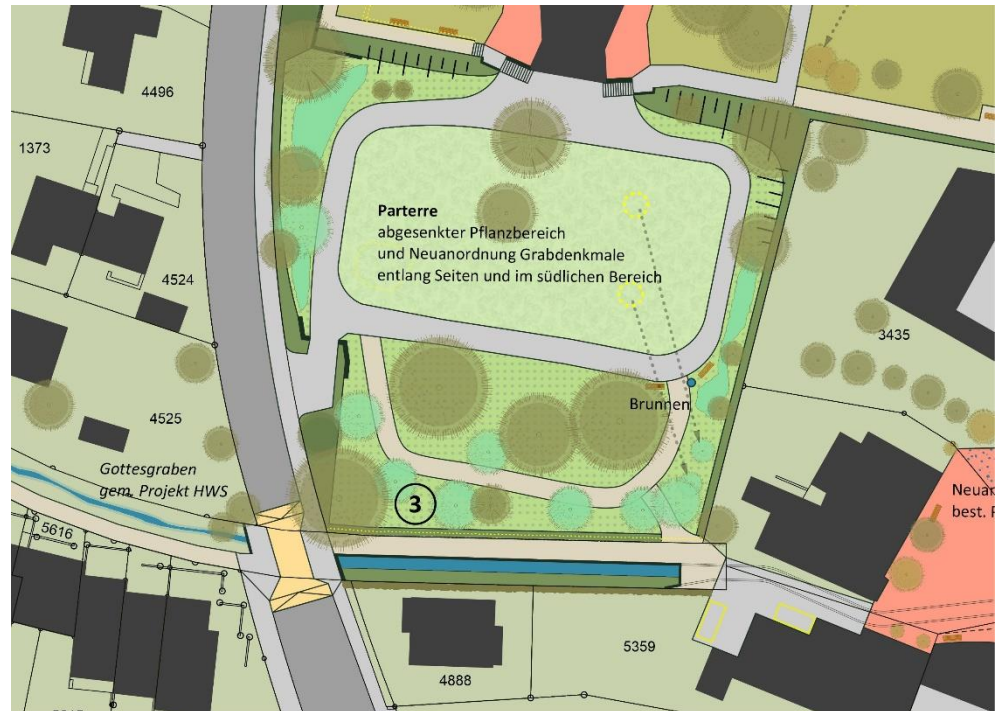 4496
1373
Parterre
abgesenkter Pflanzbereich
und Neuanordnung Grabdenkmale
entlang Seiten und im südlichen Bereich
4524
3435
Brunnen
4525
Gottesgraben
gem. Projekt HWS
3
best.
5616
5359
4888